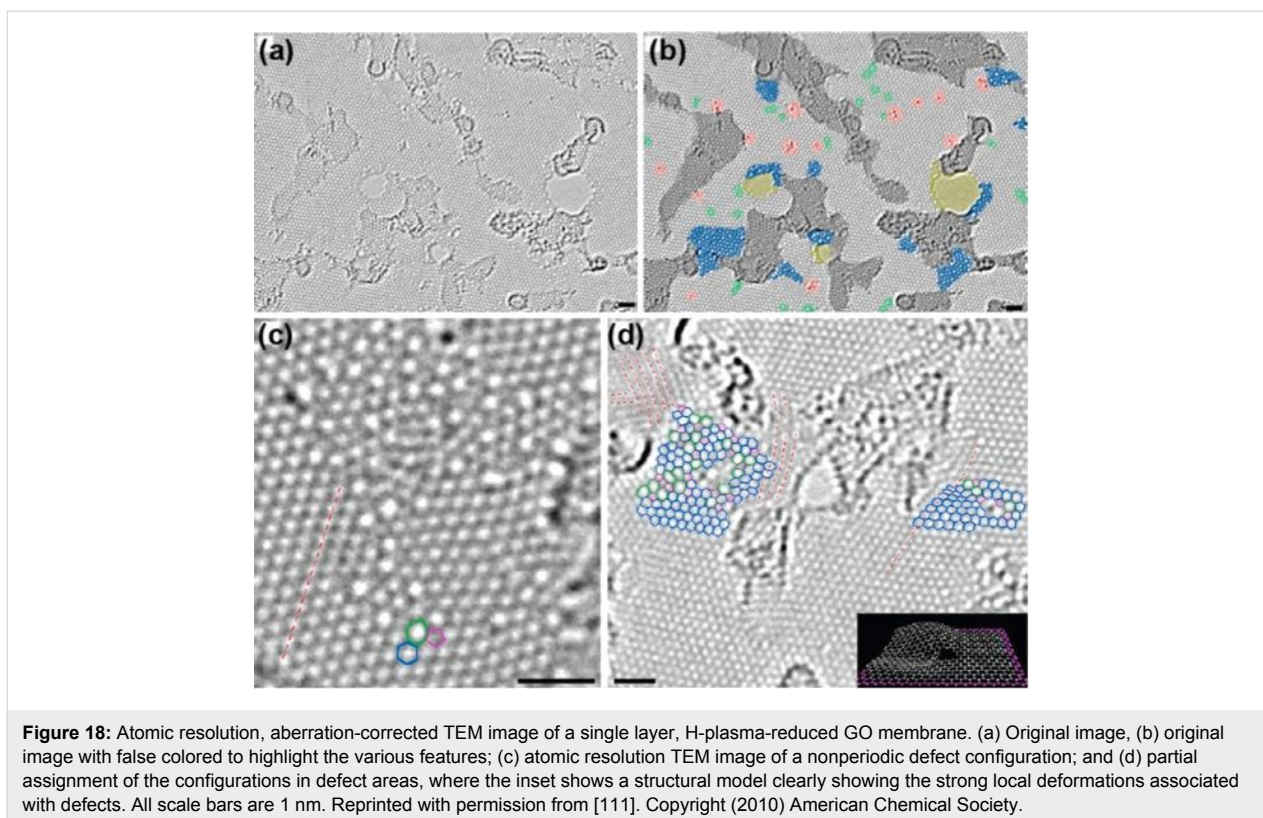 (a)
(b)
(c)
(d)
Figure 18: Atomic resolution, aberration-corrected TEM image of a single layer, H-plasma-reduced GO membrane. (a) Original image, (b) original
image with false colored to highlight the various features; (c) atomic resolution TEM image of a nonperiodic defect configuration; and (d) partial
assignment of the configurations in defect areas, where the inset shows a structural model clearly showing the strong local deformations associated
with defects. All scale bars are 1 nm. Reprinted with permission from [111]. Copyright (2010) American Chemical Society.